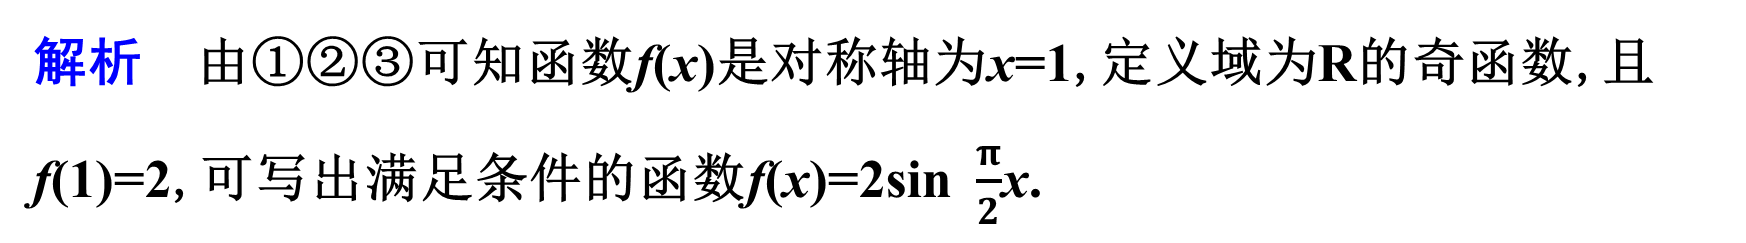 解析 由①②③可知函数f(x)是对称轴为x=1,定义域为R的奇函数,且
f(1)=2,可写出满足条件的函数f(x)=2sin π/2 x.